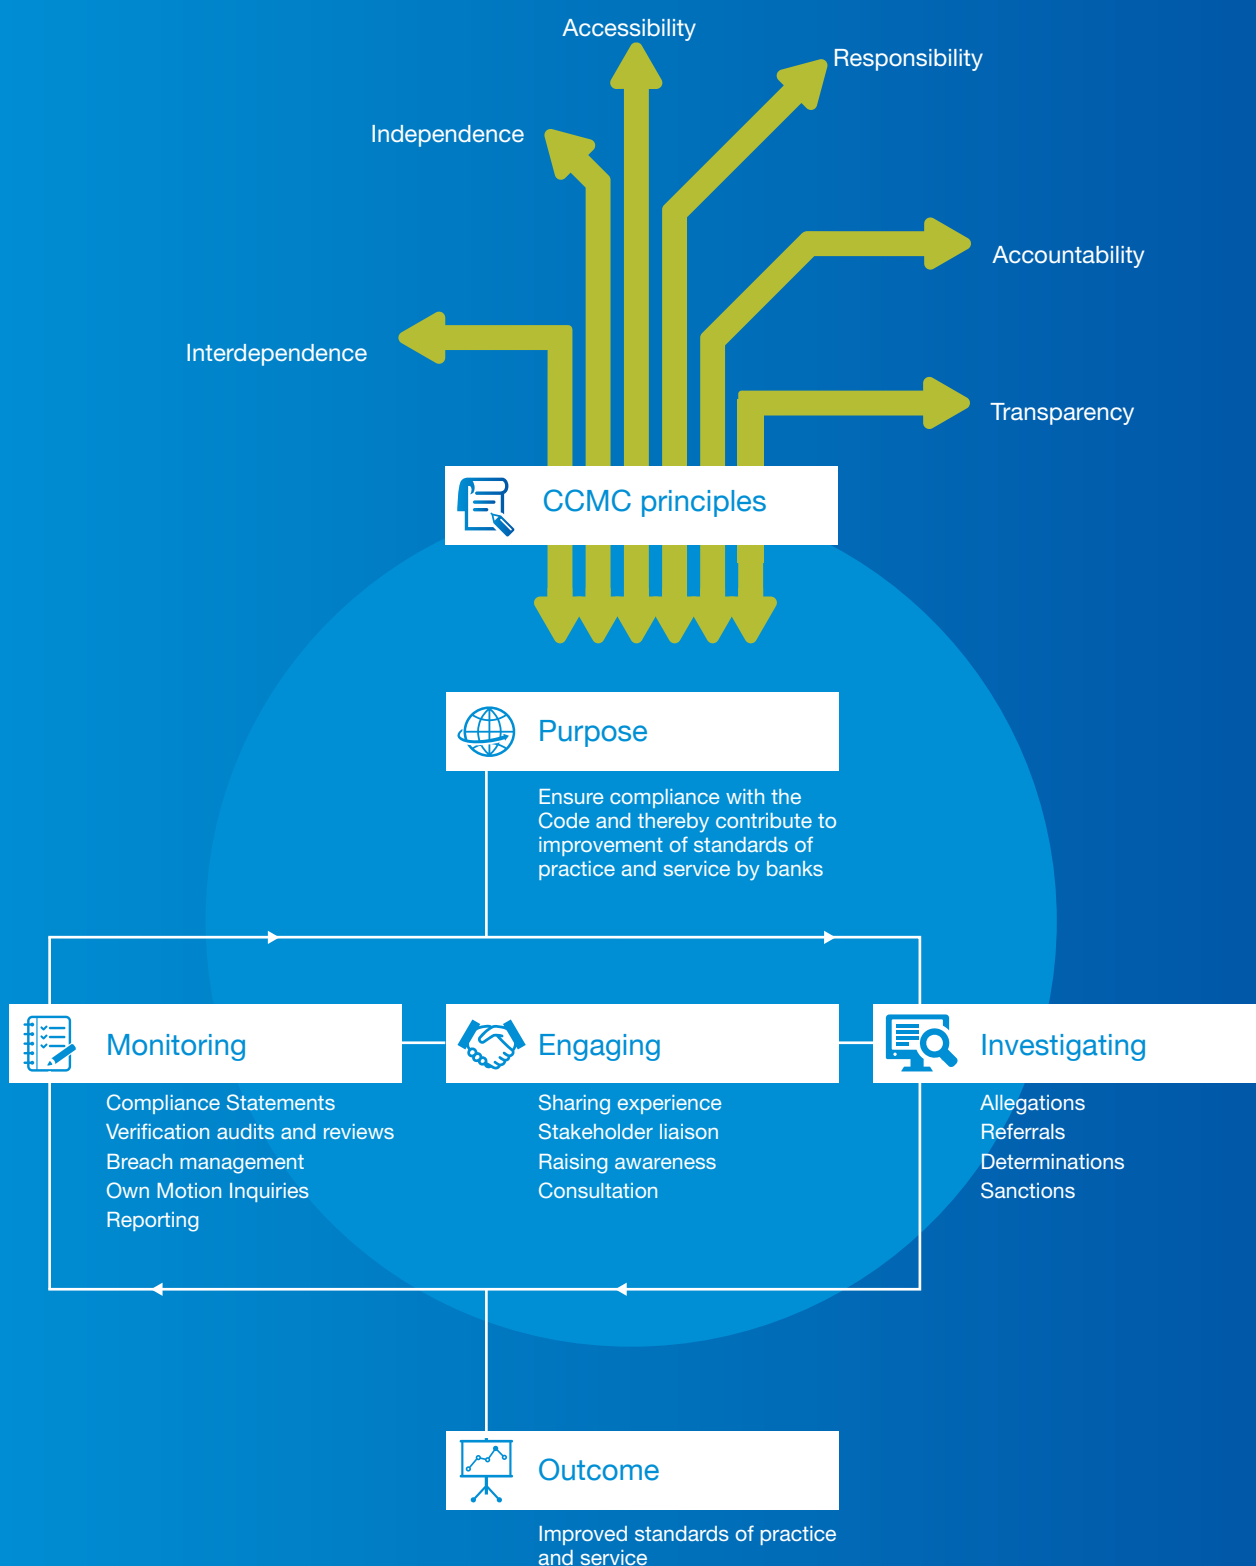 Accessibility
Responsibility
Independence
Accountability
Interdependence
Transparency
CCMC principles
Purpose
Ensure compliance with the
Code and thereby contribute to
improvement of standards of
practice and service by banks
Monitoring
Compliance Statements
Verification audits and reviews
Breach management
Own Motion Inquiries
Reporting
Engaging
Sharing experience
Stakeholder liaison
Raising awareness
Consultation
Investigating
Allegations
Referrals
Determinations
Sanctions
Outcome
Improved standards of practice
and service